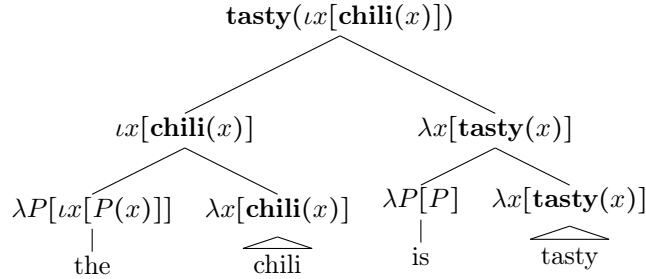 tasty(ιx[chili(x)])
ιx[chili(x)] λx[tasty(x)]
λP[ιx[P(x)]] λx[chili(x)] λP[P] λx[tasty(x)]
the chili is tasty